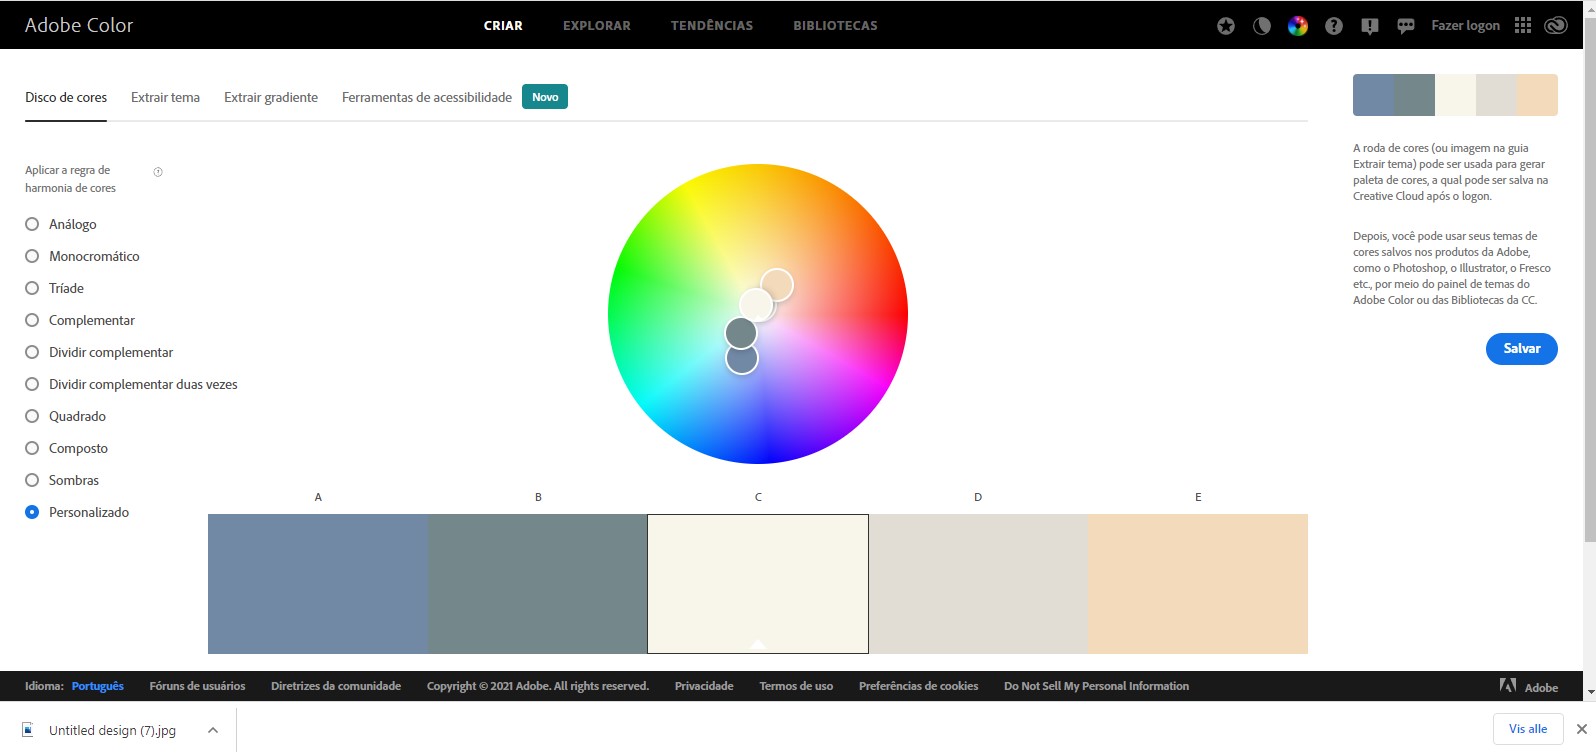 Adobe Color
CRIAR EXPLORAR TENDÊNCIAS BIBLIOTECAS
Fazer logon
Disco de cores Extrair tema Extrair gradiente Ferramentas de acessibilidade Novo
Aplicar a regra de
harmonia de cores
Análogo
Monocromático
Tríade
Complementar
Dividir complementar
Dividir complementar duas vezes
Quadrado
Composto
Sombras
Personalizado
A B C D E
A roda de cores (ou imagem na guia
Extrair tema) pode ser usada para gerar
paleta de cores, a qual pode ser salva na
Creative Cloud após o logon.
Depois, você pode usar seus temas de
cores salvos nos produtos da Adobe,
como o Photoshop, o Illustrator, o Fresco
etc., por meio do painel de temas do
Adobe Color ou das Bibliotecas da CC.
Salvar
Idioma: Português Fóruns de usuários Diretrizes da comunidade Copyright © 2021 Adobe. All rights reserved. Privacidade Termos de uso Preferências de cookies Do Not Sell My Personal Information Adobe
Untitled design (7).jpg
Vis alle